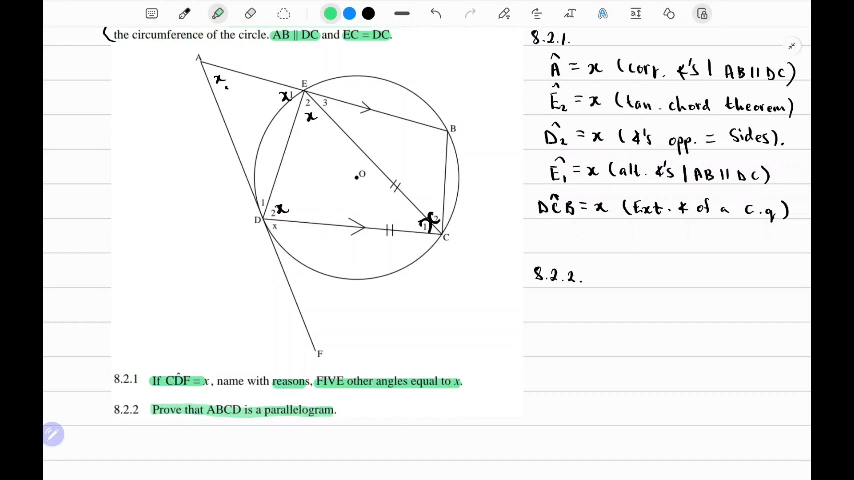 the circumference of the circle. AB || DC and EC = DC.
8.2.1.
Â = x (corr. ∠'s | AB || DC)
Ê₂ = x (tan. chord theorem)
D̂₂ = x (∠'s opp. = sides).
Ê₁ = x (alt. ∠'s | AB || DC)
DĈB = x (Ext. ∠ of a c.q)
8.2.2.
A
x
E
x 1
2 3
x
B
O
1
2 x
D
x
2
1
C
F
8.2.1 If CD̂F = x, name with reasons, FIVE other angles equal to x.
8.2.2 Prove that ABCD is a parallelogram.